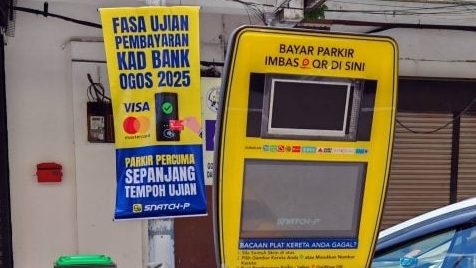 FASA UJIAN
PEMBAYARAN
KAD BANK
OGOS 2025
VISA
mastercard
PARKIR PERCUMA
SEPANJANG
TEMPOH UJIAN
SNATCH-P
BAYAR PARKIR
IMBAS QR DI SINI
SNATCH-P
BACAAN PLAT KERETA ANDA GAGAL?